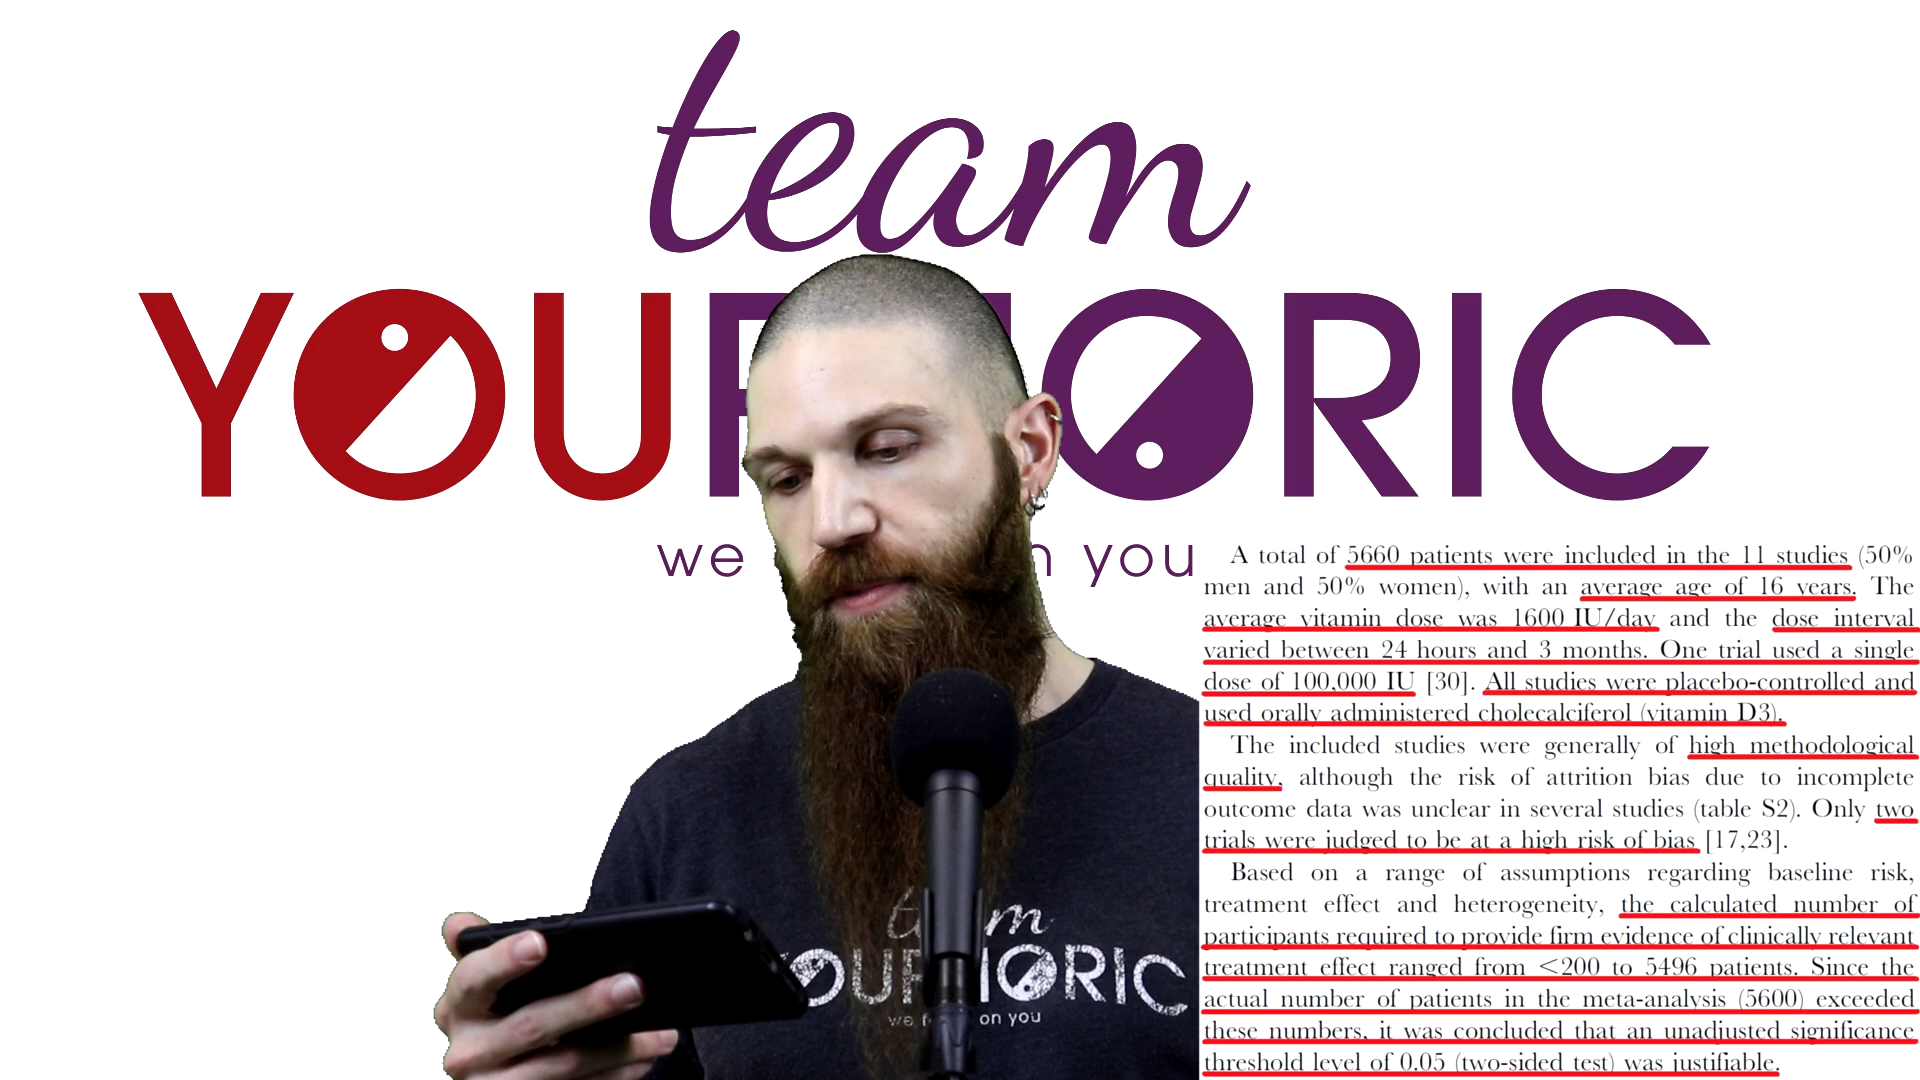 team
YOU ORIC
we you
A total of 5660 patients were included in the 11 studies (50%
men and 50% women), with an average age of 16 years. The
average vitamin dose was 1600 IU/day and the dose interval
varied between 24 hours and 3 months. One trial used a single
dose of 100,000 IU [30]. All studies were placebo-controlled and
used orally administered cholecalciferol (vitamin D3).
The included studies were generally of high methodological
quality, although the risk of attrition bias due to incomplete
outcome data was unclear in several studies (table S2). Only two
trials were judged to be at a high risk of bias [17,23].
Based on a range of assumptions regarding baseline risk,
treatment effect and heterogeneity, the calculated number of
participants required to provide firm evidence of clinically relevant
treatment effect ranged from <200 to 5496 patients. Since the
actual number of patients in the meta-analysis (5600) exceeded
these numbers, it was concluded that an unadjusted significance
threshold level of 0.05 (two-sided test) was justifiable.
on you